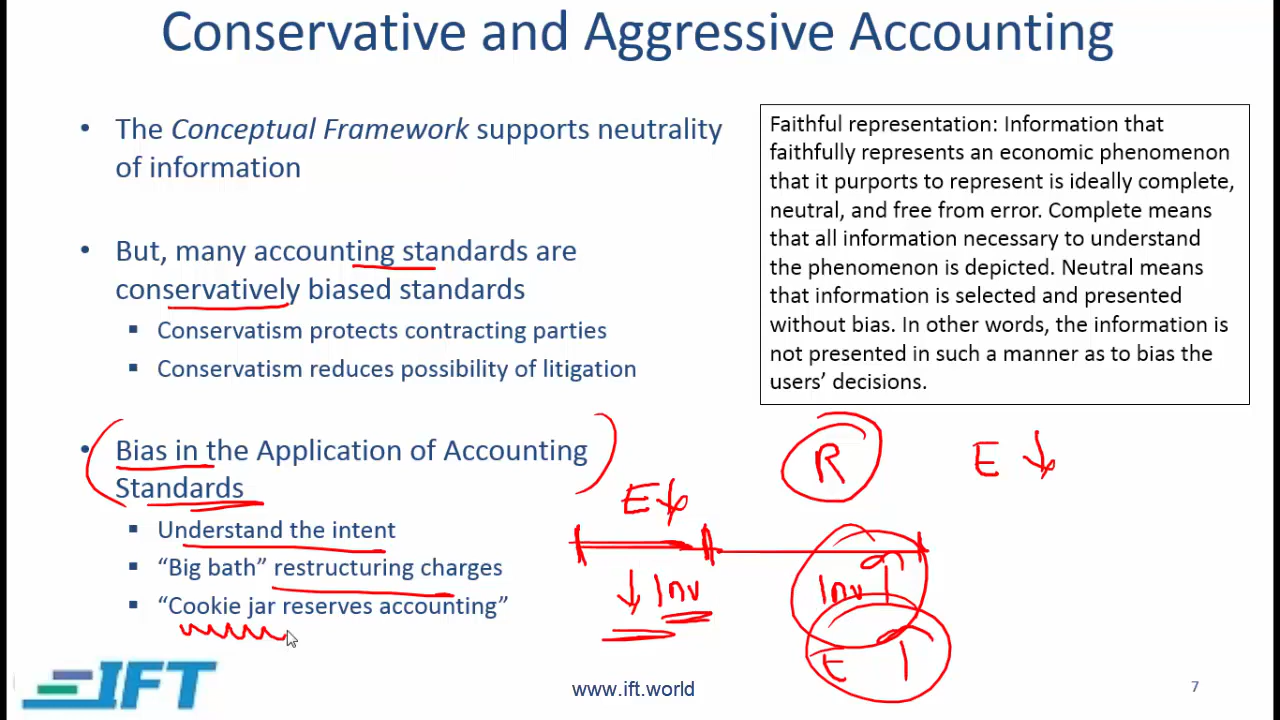 Conservative and Aggressive Accounting
• The Conceptual Framework supports neutrality
of information
• But, many accounting standards are
conservatively biased standards
▪ Conservatism protects contracting parties
▪ Conservatism reduces possibility of litigation
• Bias in the Application of Accounting
Standards
▪ Understand the intent
▪ “Big bath” restructuring charges
▪ “Cookie jar reserves accounting”
Faithful representation: Information that
faithfully represents an economic phenomenon
that it purports to represent is ideally complete,
neutral, and free from error. Complete means
that all information necessary to understand
the phenomenon is depicted. Neutral means
that information is selected and presented
without bias. In other words, the information is
not presented in such a manner as to bias the
users’ decisions.
R
E ↓
E ↓
↓ Inv
Inv ↑
E ↑
IFT
www.ift.world
7